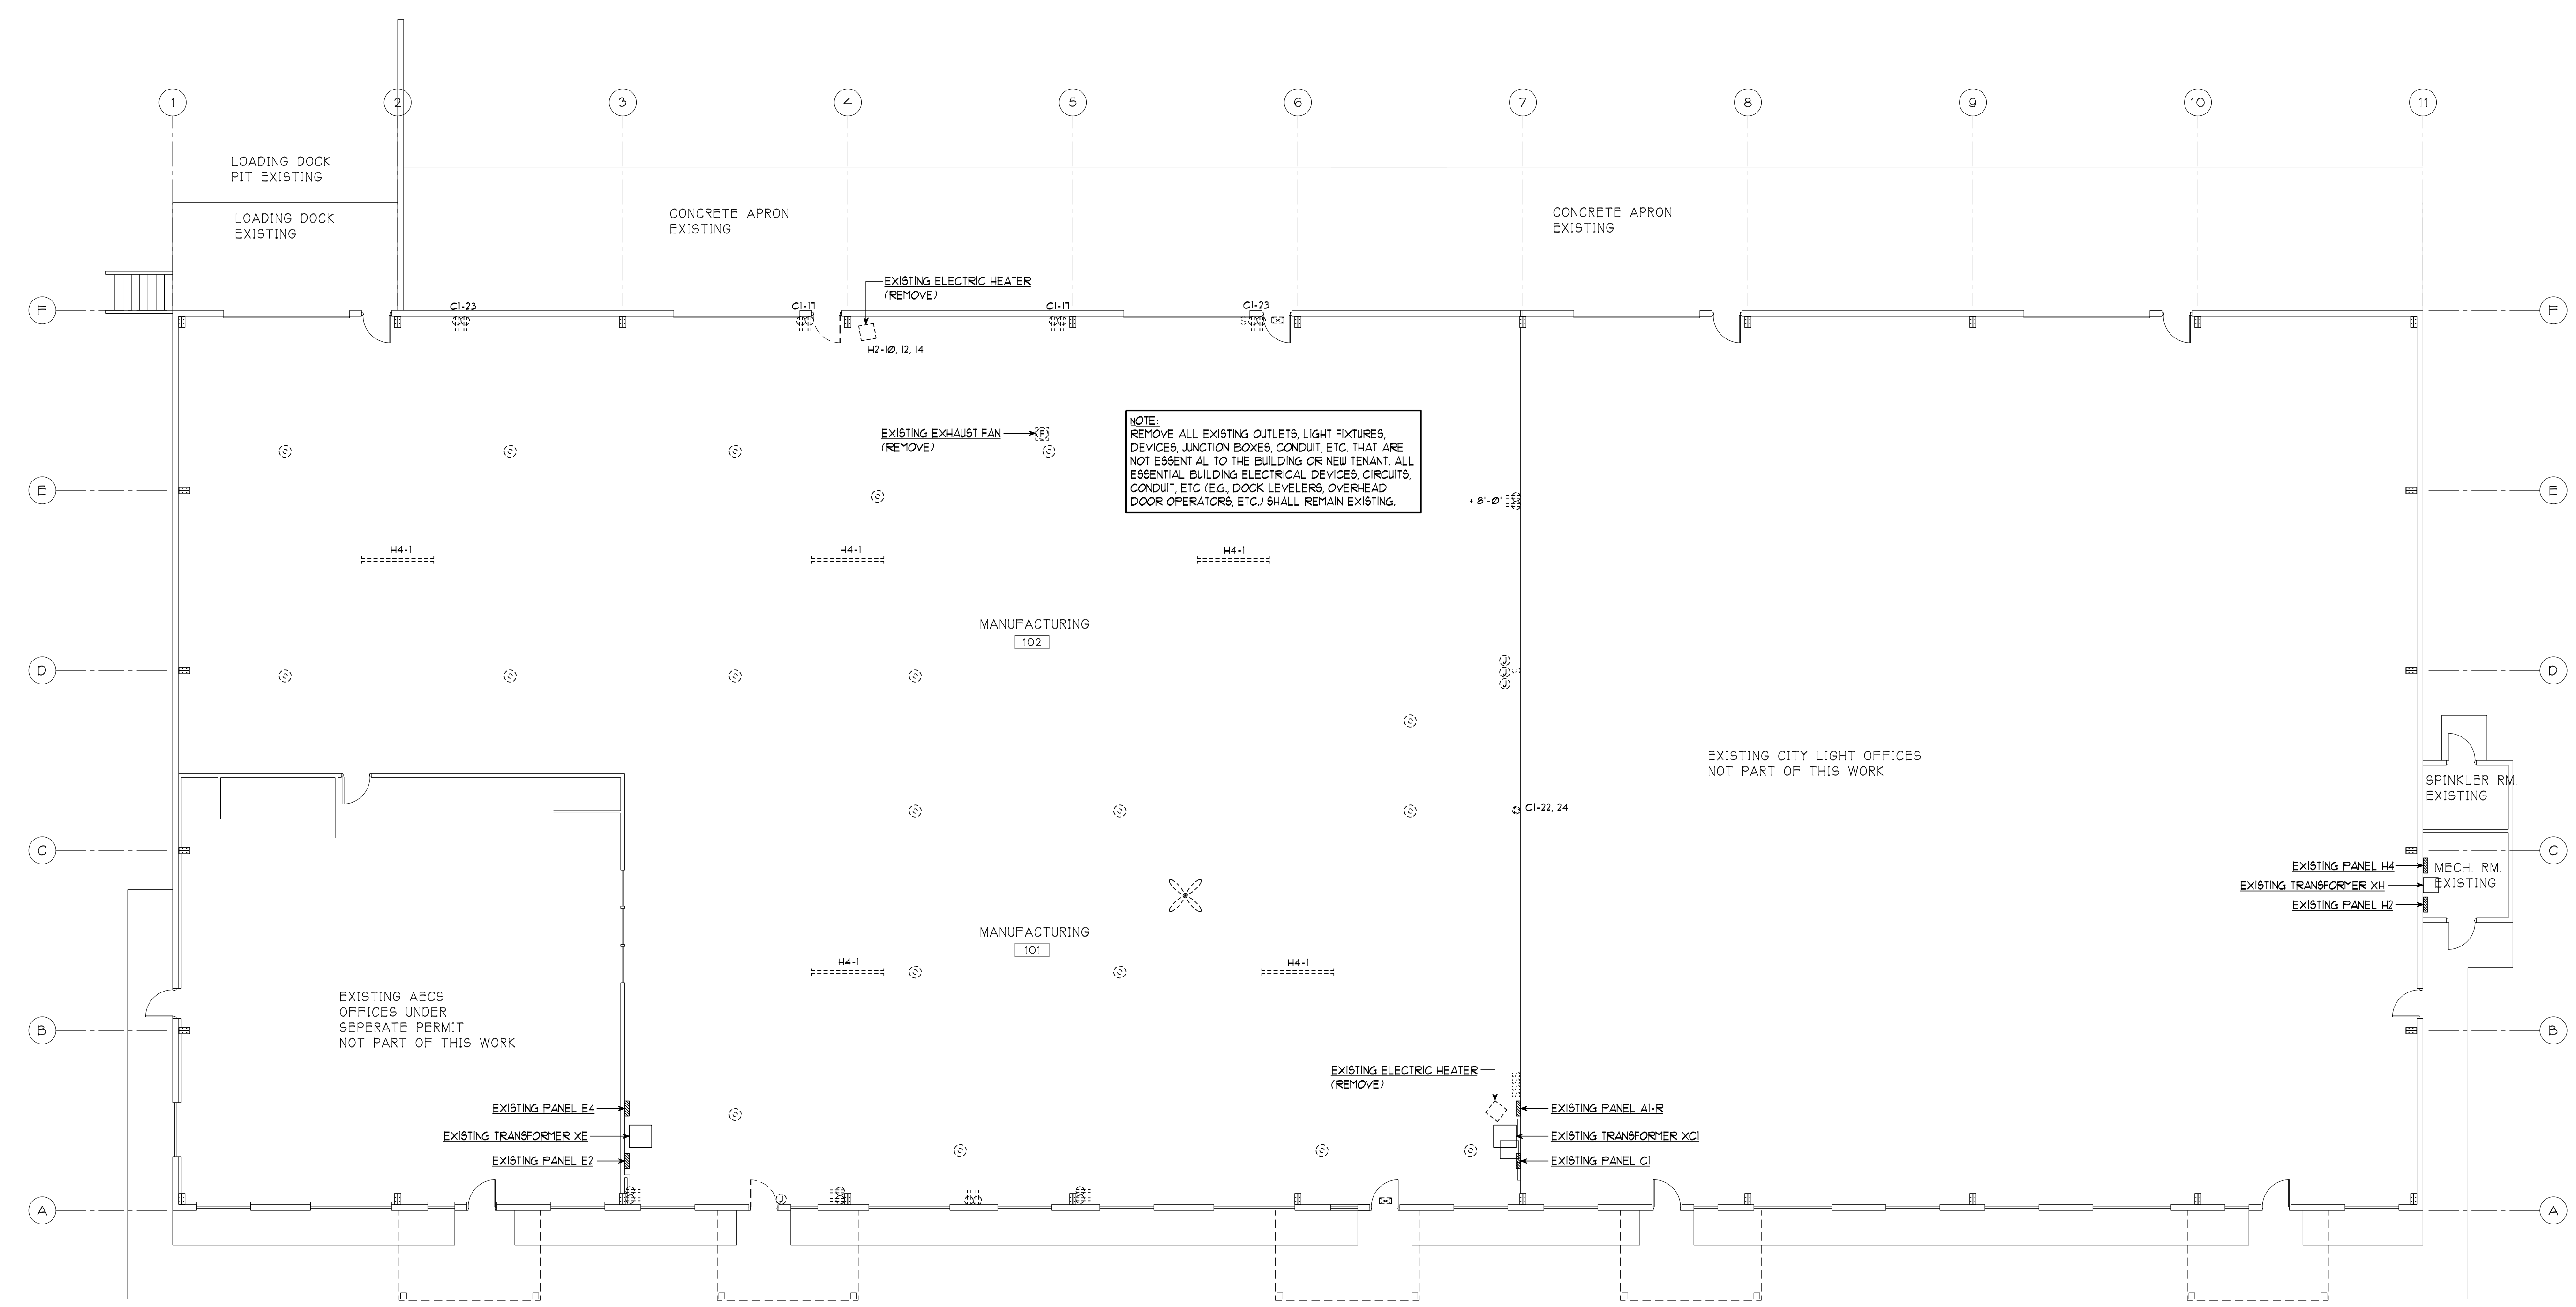 1
2
3
4
5
6
7
8
9
10
11
LOADING DOCK
PIT EXISTING
LOADING DOCK
EXISTING
CONCRETE APRON
EXISTING
CONCRETE APRON
EXISTING
EXISTING ELECTRIC HEATER
(REMOVE)
F
C1-23
C1-17
C1-17
C1-23
F
H2-10, 12, 14
EXISTING EXHAUST FAN
(REMOVE)
F
NOTE:
REMOVE ALL EXISTING OUTLETS, LIGHT FIXTURES,
DEVICES, JUNCTION BOXES, CONDUIT, ETC. THAT ARE
NOT ESSENTIAL TO THE BUILDING OR NEW TENANT. ALL
ESSENTIAL BUILDING ELECTRICAL DEVICES, CIRCUITS,
CONDUIT, ETC (E.G., DOCK LEVELERS, OVERHEAD
DOOR OPERATORS, ETC.) SHALL REMAIN EXISTING.
S
S
S
S
S
E
+ 8'-0"
E
H4-1
H4-1
H4-1
MANUFACTURING
102
D
S
S
S
S
J
J
J
D
S
EXISTING CITY LIGHT OFFICES
NOT PART OF THIS WORK
SPINKLER RM.
EXISTING
S
S
S
C1-22, 24
C
C
EXISTING PANEL H4
MECH. RM.
EXISTING
EXISTING TRANSFORMER XH
EXISTING PANEL H2
MANUFACTURING
101
H4-1
S
S
H4-1
EXISTING AECS
OFFICES UNDER
SEPERATE PERMIT
NOT PART OF THIS WORK
B
B
EXISTING ELECTRIC HEATER
(REMOVE)
EXISTING PANEL E4
S
EXISTING PANEL A1-R
EXISTING TRANSFORMER XE
EXISTING TRANSFORMER XC1
S
S
S
EXISTING PANEL E2
EXISTING PANEL C1
J
A
A